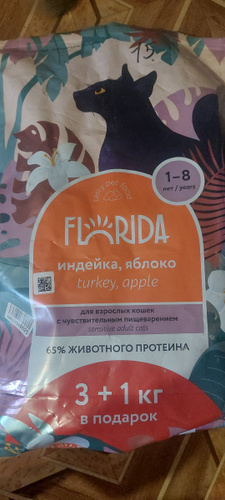 15.
1-8
лет / years
FLORIDA
индейка, яблоко
turkey, apple
для взрослых кошек
с чувствительным пищеварением
sensitive adult cats
65% ЖИВОТНОГО ПРОТЕИНА
3 + 1 кг
в подарок